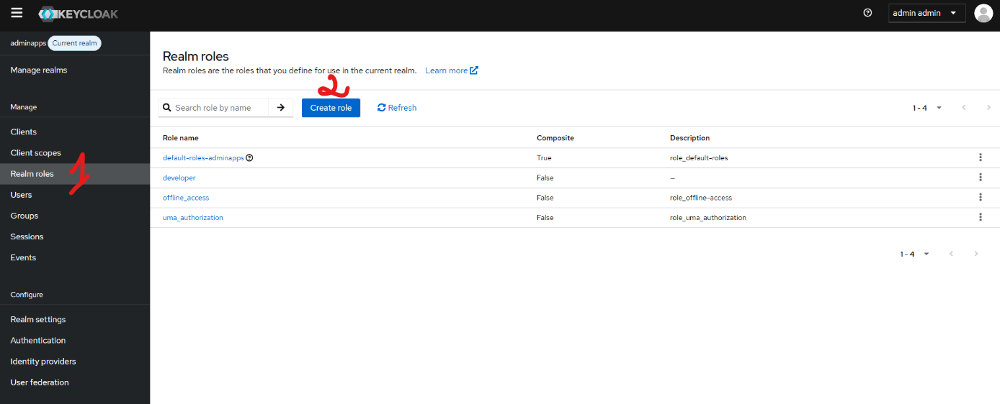 KEYCLOAK
admin admin
adminapps Current realm
Manage realms
Manage
Clients
Client scopes
Realm roles 1
Users
Groups
Sessions
Events
Configure
Realm settings
Authentication
Identity providers
User federation
Realm roles
Realm roles are the roles that you define for use in the current realm. Learn more
2
Search role by name Create role Refresh 1 - 4
Role name Composite Description
default-roles-adminapps True role_default-roles
developer False –
offline_access False role_offline-access
uma_authorization False role_uma_authorization
1 - 4